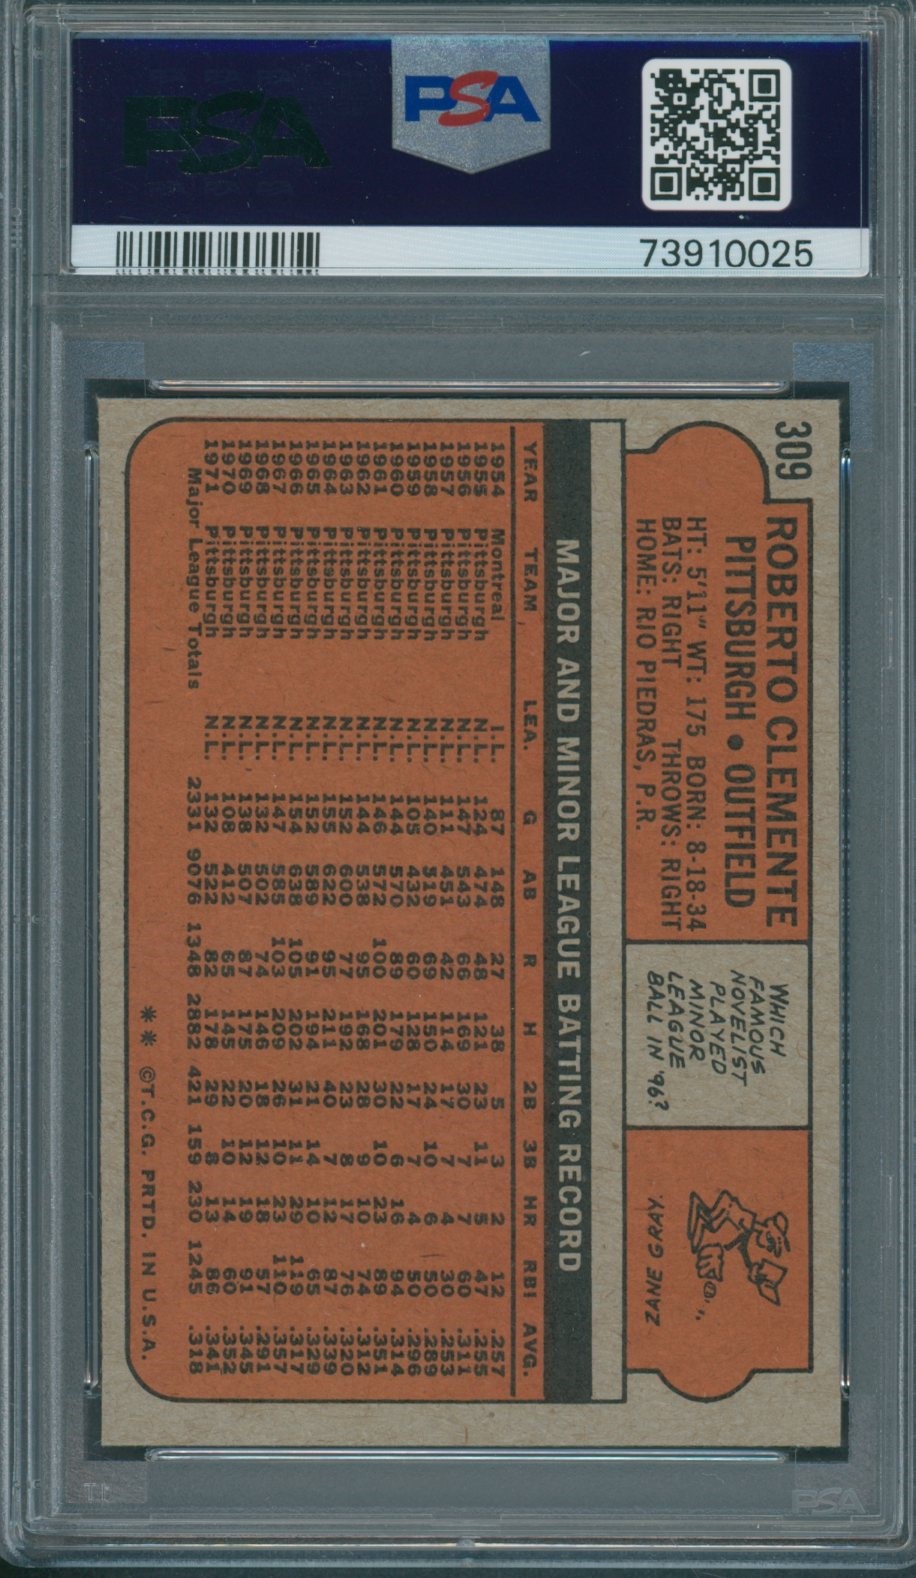 PSA
PSA
73910025
309
ROBERTO CLEMENTE
PITTSBURGH • OUTFIELD
HT: 5'11" WT: 175 BORN: 8-18-34
BATS: RIGHT THROWS: RIGHT
HOME: RIO PIEDRAS, P.R.
WHICH
FAMOUS
NOVELIST
PLAYED
MINOR
LEAGUE
BALL IN '96?
ZANE GRAY.
MAJOR AND MINOR LEAGUE BATTING RECORD
YEAR TEAM LEA. G AB R H 2B 3B HR RBI AVG.
1954 Montreal I.L. 87 148 27 38 5 3 2 12 .257
1955 Pittsburgh N.L. 124 474 48 121 23 11 5 47 .255
1956 Pittsburgh N.L. 147 543 66 169 30 7 7 60 .311
1957 Pittsburgh N.L. 111 451 42 114 17 7 4 30 .253
1958 Pittsburgh N.L. 140 519 69 150 24 10 6 50 .289
1959 Pittsburgh N.L. 105 432 60 128 17 7 4 50 .296
1960 Pittsburgh N.L. 144 570 89 179 22 6 16 94 .314
1961 Pittsburgh N.L. 146 572 100 201 30 10 23 89 .351
1962 Pittsburgh N.L. 144 538 95 168 28 9 10 74 .312
1963 Pittsburgh N.L. 152 600 77 192 23 8 17 76 .320
1964 Pittsburgh N.L. 155 622 95 211 40 7 12 87 .339
1965 Pittsburgh N.L. 152 589 91 194 21 14 10 65 .329
1966 Pittsburgh N.L. 154 638 105 202 31 11 29 119 .317
1967 Pittsburgh N.L. 147 585 103 209 26 10 23 110 .357
1968 Pittsburgh N.L. 132 502 74 146 18 12 18 57 .291
1969 Pittsburgh N.L. 138 507 87 175 20 12 19 91 .345
1970 Pittsburgh N.L. 108 412 65 145 22 10 14 60 .352
1971 Pittsburgh N.L. 132 522 82 178 29 8 13 86 .341
Major League Totals 2331 9076 1348 2882 421 159 230 1245 .318
** ©T.C.G. PRTD. IN U.S.A.
PSA